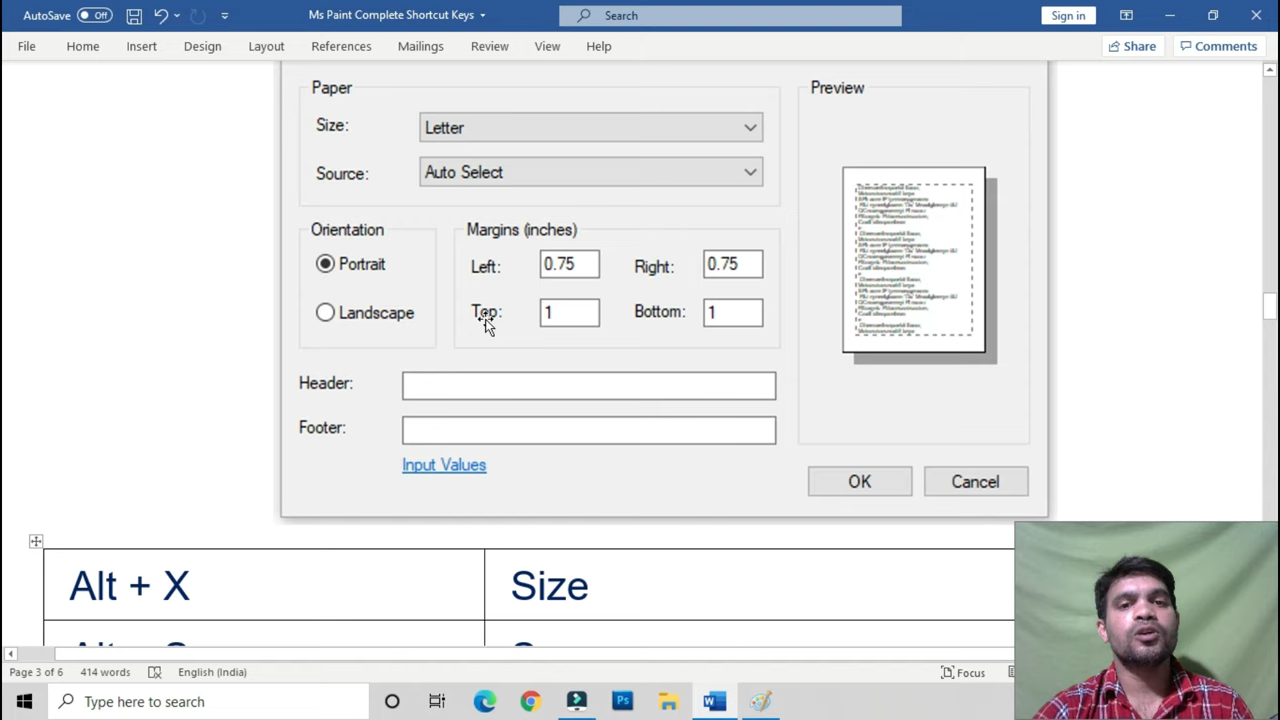 AutoSave Off Ms Paint Complete Shortcut Keys Search Sign in
File Home Insert Design Layout References Mailings Review View Help Share Comments
Paper Preview
Size: Letter
Source: Auto Select
Orientation Margins (inches)
Portrait Left: 0.75 Right: 0.75
Landscape Top: 1 Bottom: 1
Header:
Footer:
Input Values
OK Cancel
Alt + X Size
Page 3 of 6 414 words English (India) Focus
Type here to search